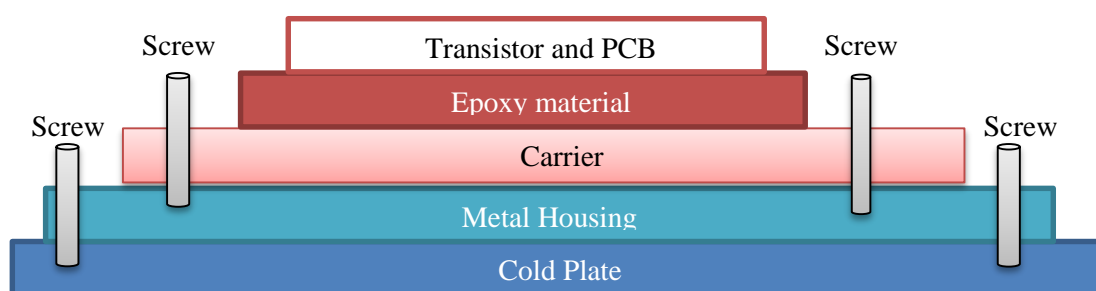 Screw
Transistor and PCB
Screw
Epoxy material
Screw
Screw
Carrier
Metal Housing
Cold Plate